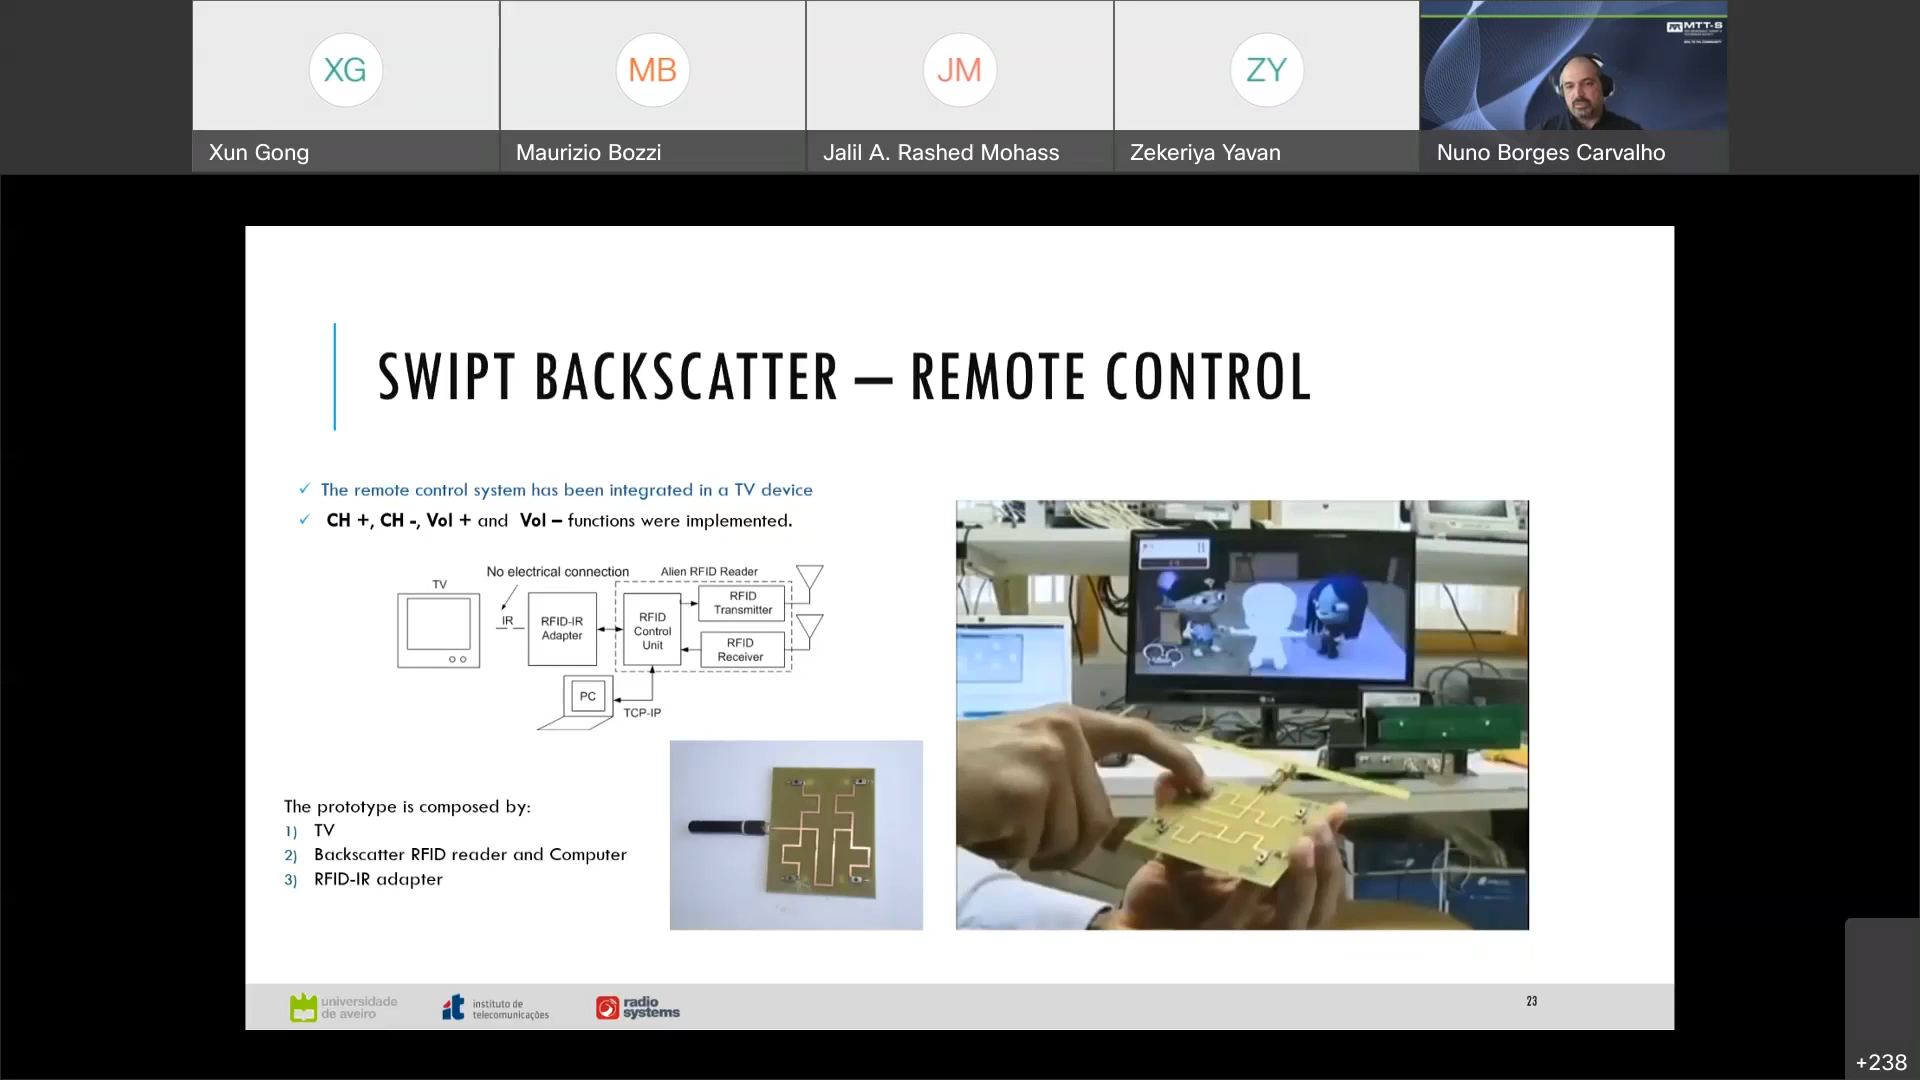 XG
MB
JM
ZY
MTT-S
Xun Gong
Maurizio Bozzi
Jalil A. Rashed Mohass
Zekeriya Yavan
Nuno Borges Carvalho
SWIPT BACKSCATTER – REMOTE CONTROL
✓ The remote control system has been integrated in a TV device
✓ CH +, CH -, Vol + and Vol – functions were implemented.
No electrical connection
Alien RFID Reader
TV
IR
RFID-IR
Adapter
RFID
Control
Unit
RFID
Transmitter
RFID
Receiver
PC
TCP-IP
The prototype is composed by:
1) TV
2) Backscatter RFID reader and Computer
3) RFID-IR adapter
universidade
de aveiro
it instituto de
telecomunicações
radio
systems
23
+238